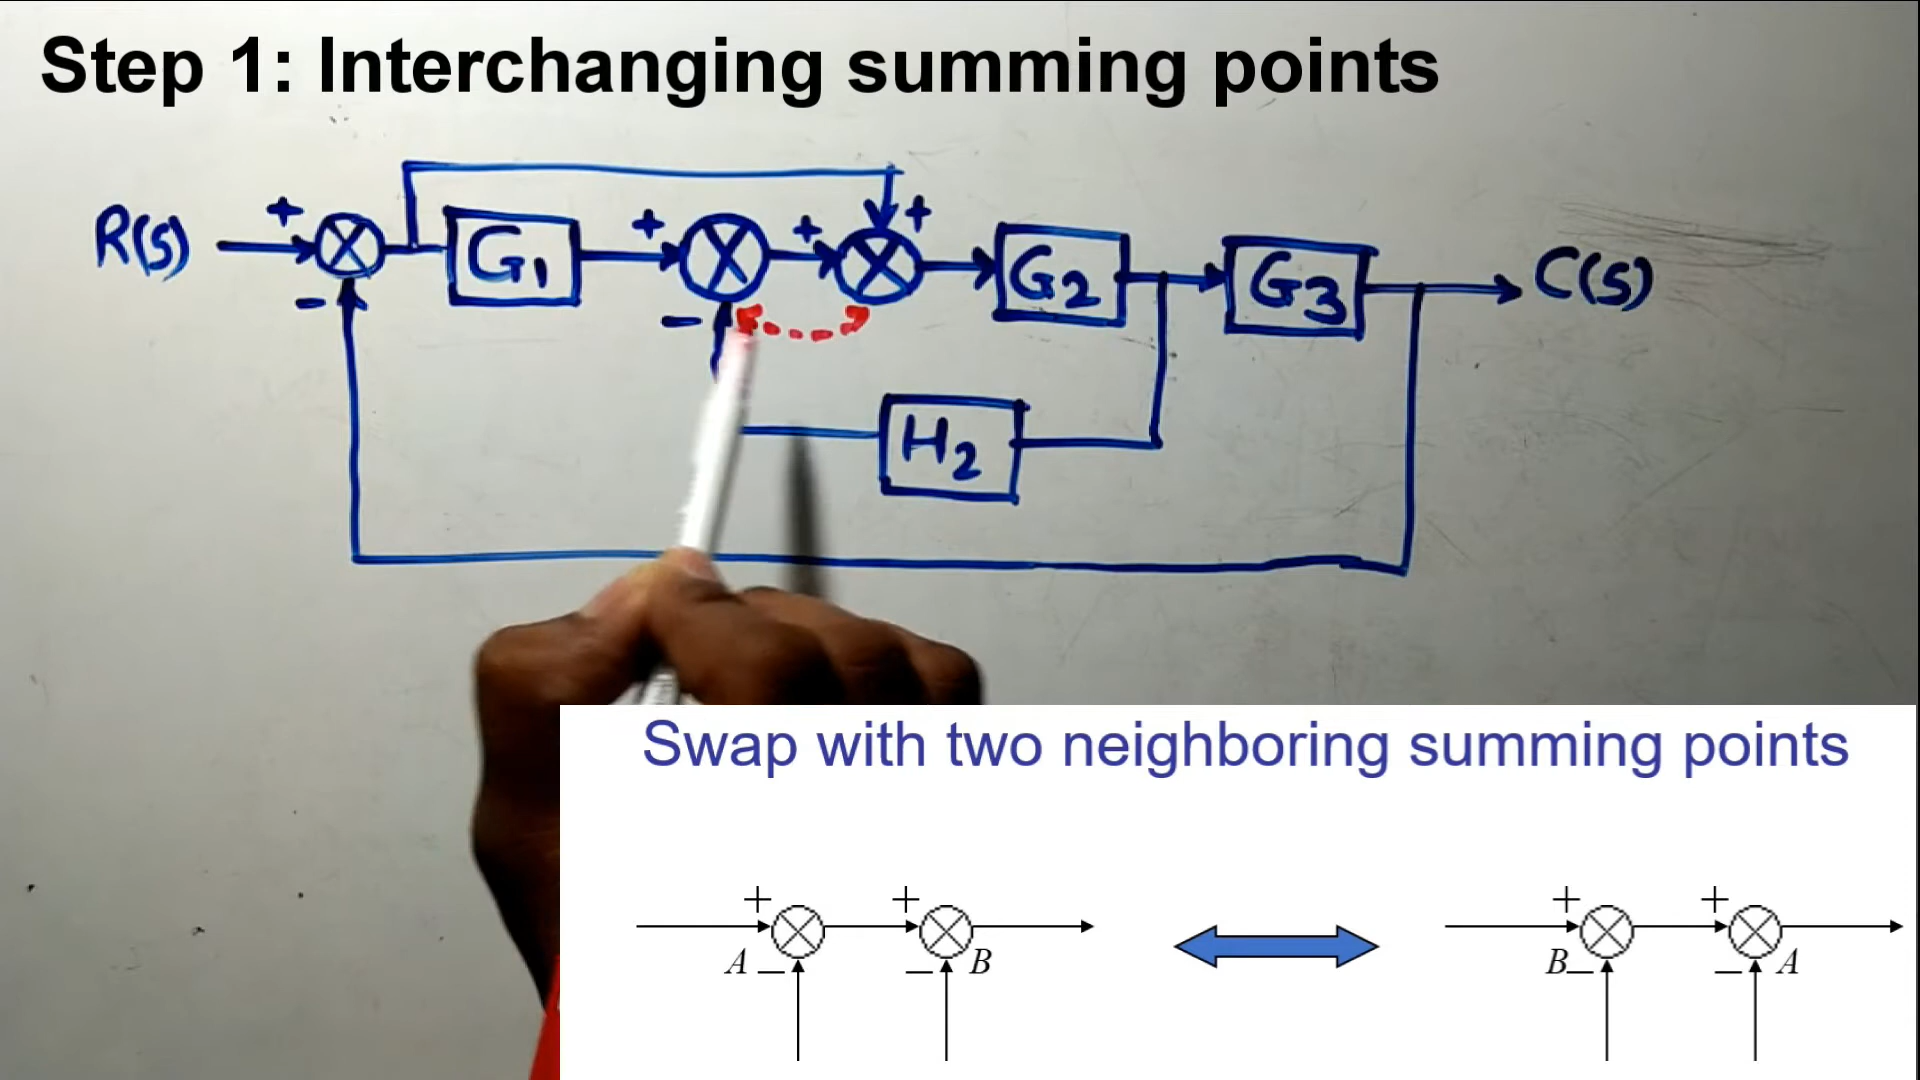 Step 1: Interchanging summing points
R(s) + - G1 + - + + G2 G3 C(s)
H2
Swap with two neighboring summing points
+ + + +
A − − B B − − A